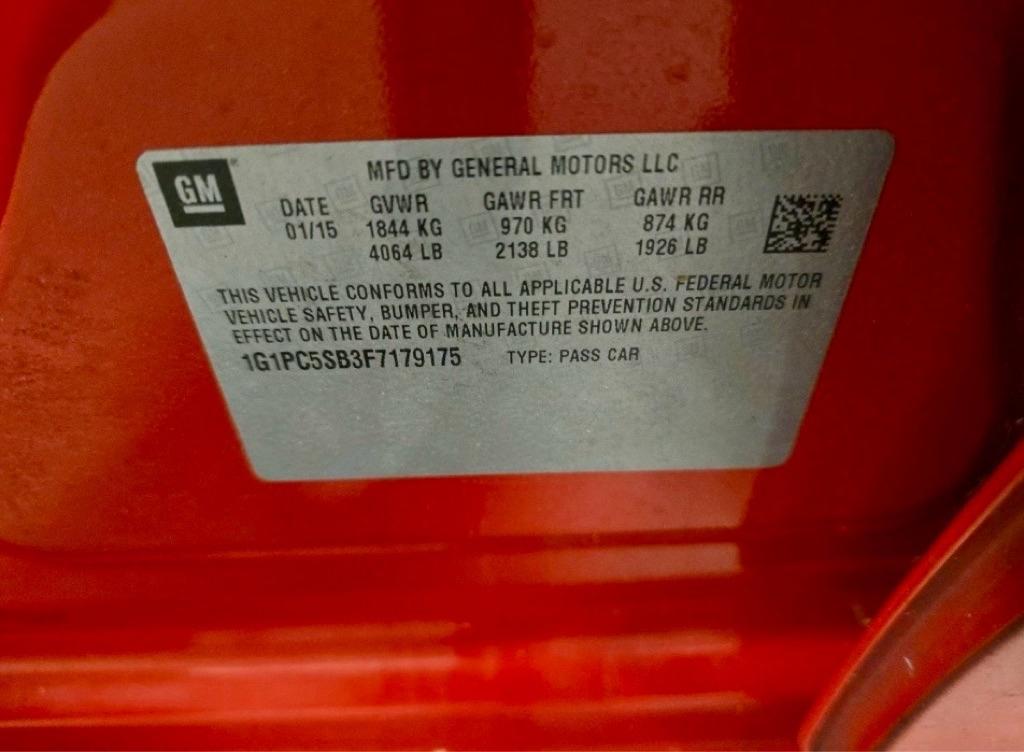 GM
MFD BY GENERAL MOTORS LLC
DATE GVWR GAWR FRT GAWR RR
01/15 1844 KG 970 KG 874 KG
4064 LB 2138 LB 1926 LB
THIS VEHICLE CONFORMS TO ALL APPLICABLE U.S. FEDERAL MOTOR
VEHICLE SAFETY, BUMPER, AND THEFT PREVENTION STANDARDS IN
EFFECT ON THE DATE OF MANUFACTURE SHOWN ABOVE.
1G1PC5SB3F7179175 TYPE: PASS CAR